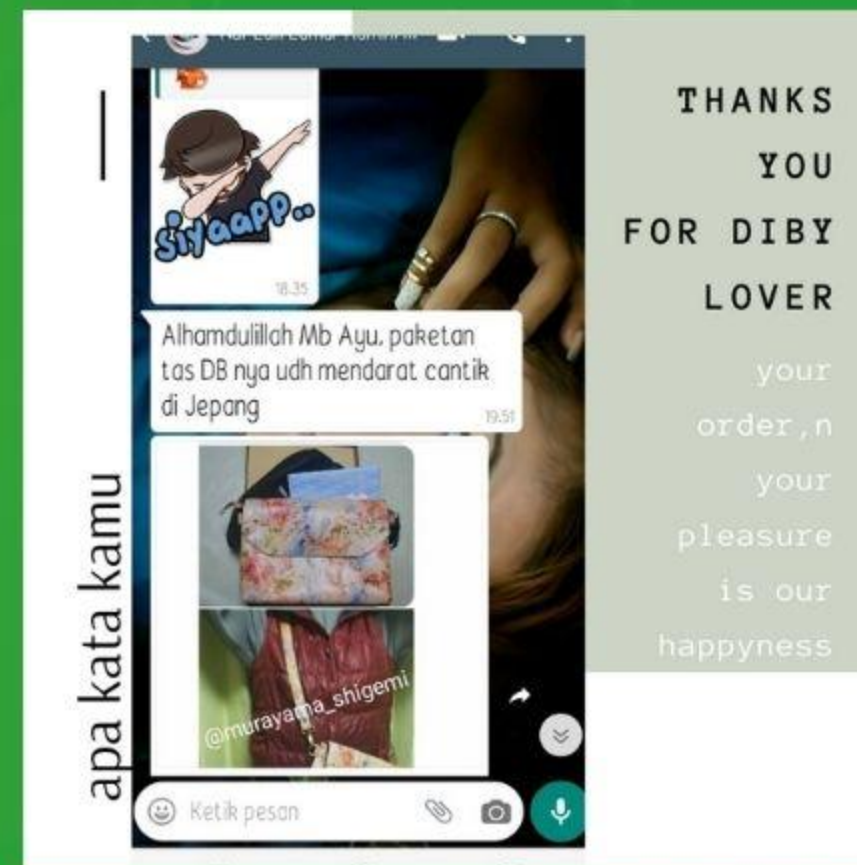 THANKS
YOU
FOR DIBY
LOVER
your
order,n
your
pleasure
is our
happyness
apa kata kamu
siyaapp..
18.35
Alhamdulillah Mb Ayu, paketan
tas DB nya udh mendarat cantik
di Jepang
19.51
@murayama_shigemi
Ketik pesan